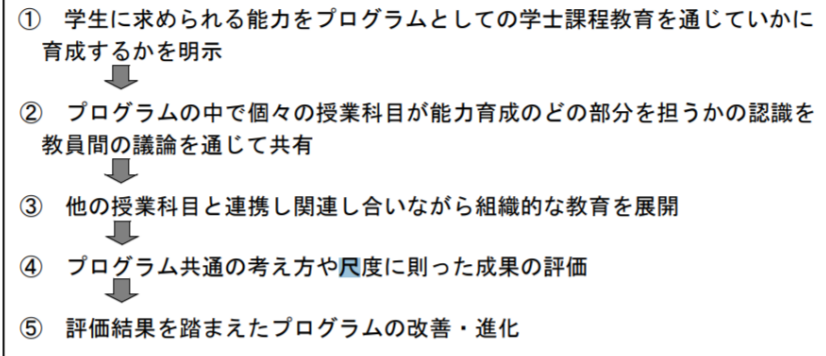 ① 学生に求められる能力をプログラムとしての学士課程教育を通じていかに
育成するかを明示
② プログラムの中で個々の授業科目が能力育成のどの部分を担うかの認識を
教員間の議論を通じて共有
③ 他の授業科目と連携し関連し合いながら組織的な教育を展開
④ プログラム共通の考え方や尺度に則った成果の評価
⑤ 評価結果を踏まえたプログラムの改善・進化